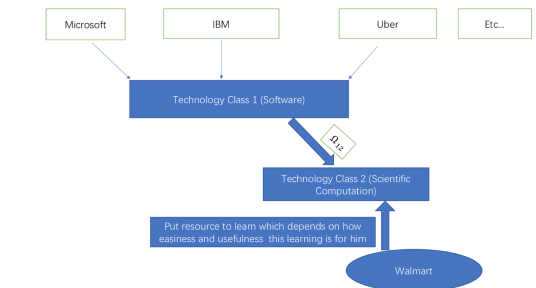 Microsoft
IBM
Uber
Etc...
Technology Class 1 (Software)
Ω12
Technology Class 2 (Scientific
Computation)
Put resource to learn which depends on how
easiness and usefulness this learning is for him
Walmart